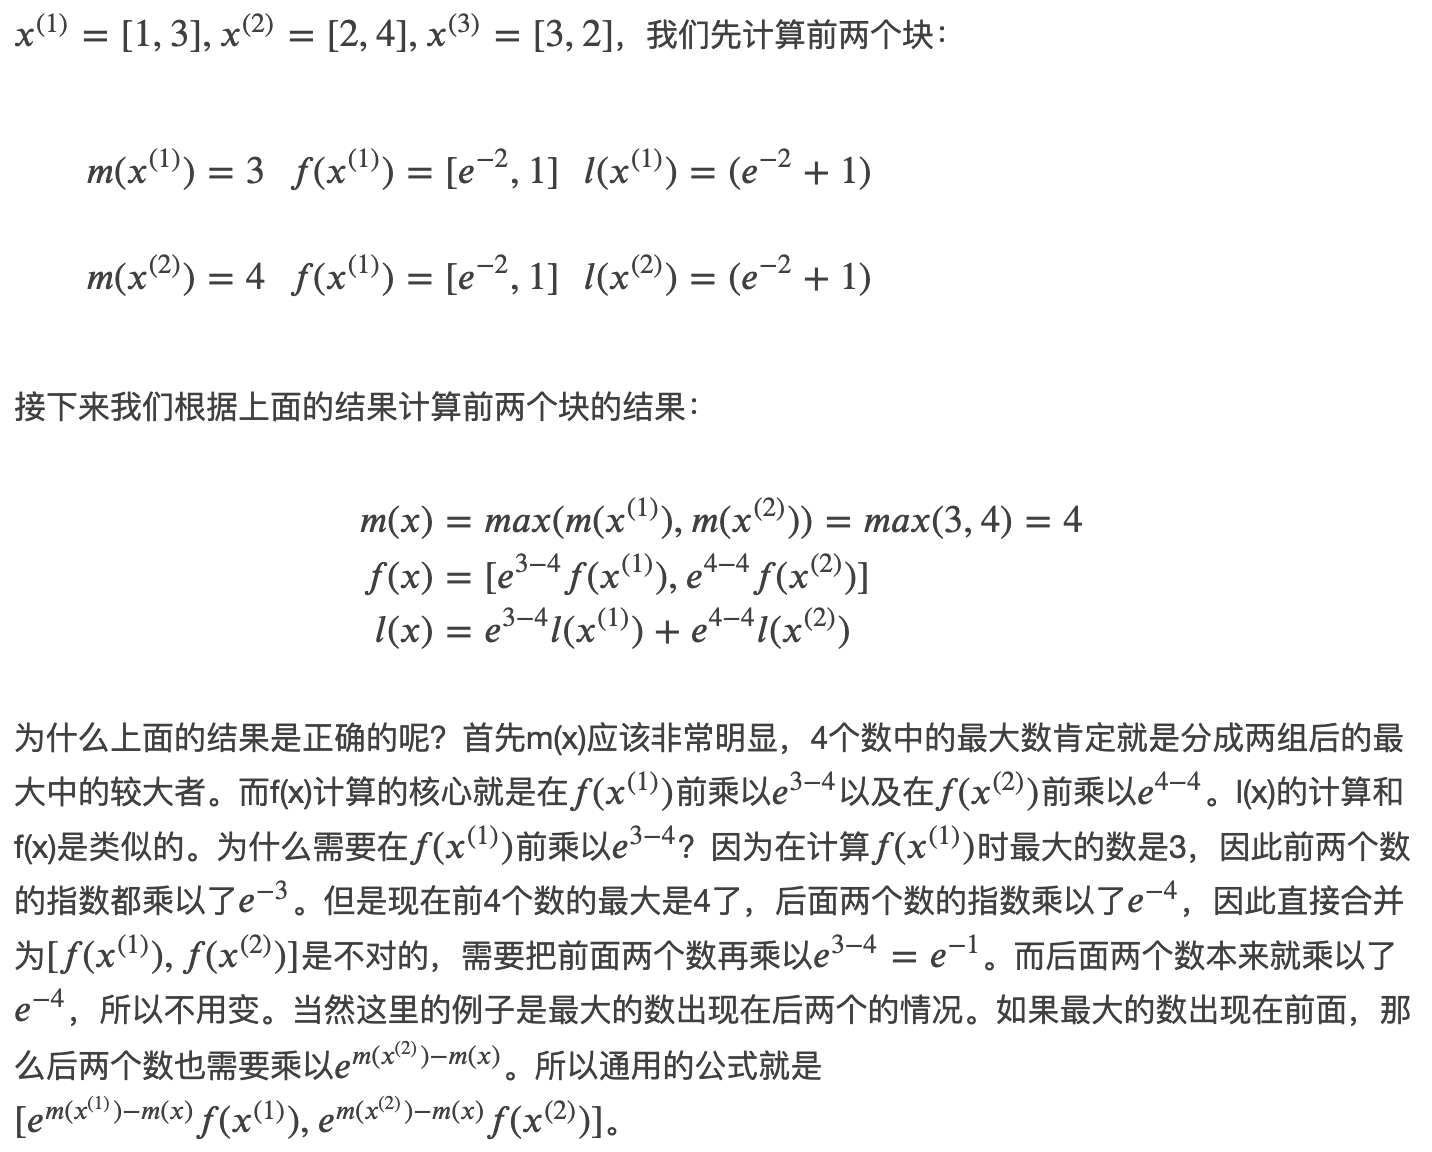 x^{(1)} = [1, 3], x^{(2)} = [2, 4], x^{(3)} = [3, 2]，我们先计算前两个块：
m(x^{(1)}) = 3 f(x^{(1)}) = [e^{-2}, 1] l(x^{(1)}) = (e^{-2} + 1)
m(x^{(2)}) = 4 f(x^{(1)}) = [e^{-2}, 1] l(x^{(2)}) = (e^{-2} + 1)
接下来我们根据上面的结果计算前两个块的结果：
m(x) = max(m(x^{(1)}), m(x^{(2)})) = max(3, 4) = 4
f(x) = [e^{3-4} f(x^{(1)}), e^{4-4} f(x^{(2)})]
l(x) = e^{3-4} l(x^{(1)}) + e^{4-4} l(x^{(2)})
为什么上面的结果是正确的呢？首先m(x)应该非常明显，4个数中的最大数肯定就是分成两组后的最
大中的较大者。而f(x)计算的核心就是在f(x^{(1)})前乘以e^{3-4}以及在f(x^{(2)})前乘以e^{4-4}。l(x)的计算和
f(x)是类似的。为什么需要在f(x^{(1)})前乘以e^{3-4}？因为在计算f(x^{(1)})时最大的数是3，因此前两个数
的指数都乘以了e^{-3}。但是现在前4个数的最大是4了，后面两个数的指数乘以了e^{-4}，因此直接合并
为[f(x^{(1)}), f(x^{(2)})]是不对的，需要把前面两个数再乘以e^{3-4} = e^{-1}。而后面两个数本来就乘以了
e^{-4}，所以不用变。当然这里的例子是最大的数出现在后两个的情况。如果最大的数出现在前面，那
么后两个数也需要乘以e^{m(x^{(2)})-m(x)}。所以通用的公式就是
[e^{m(x^{(1)})-m(x)} f(x^{(1)}), e^{m(x^{(2)})-m(x)} f(x^{(2)})]。